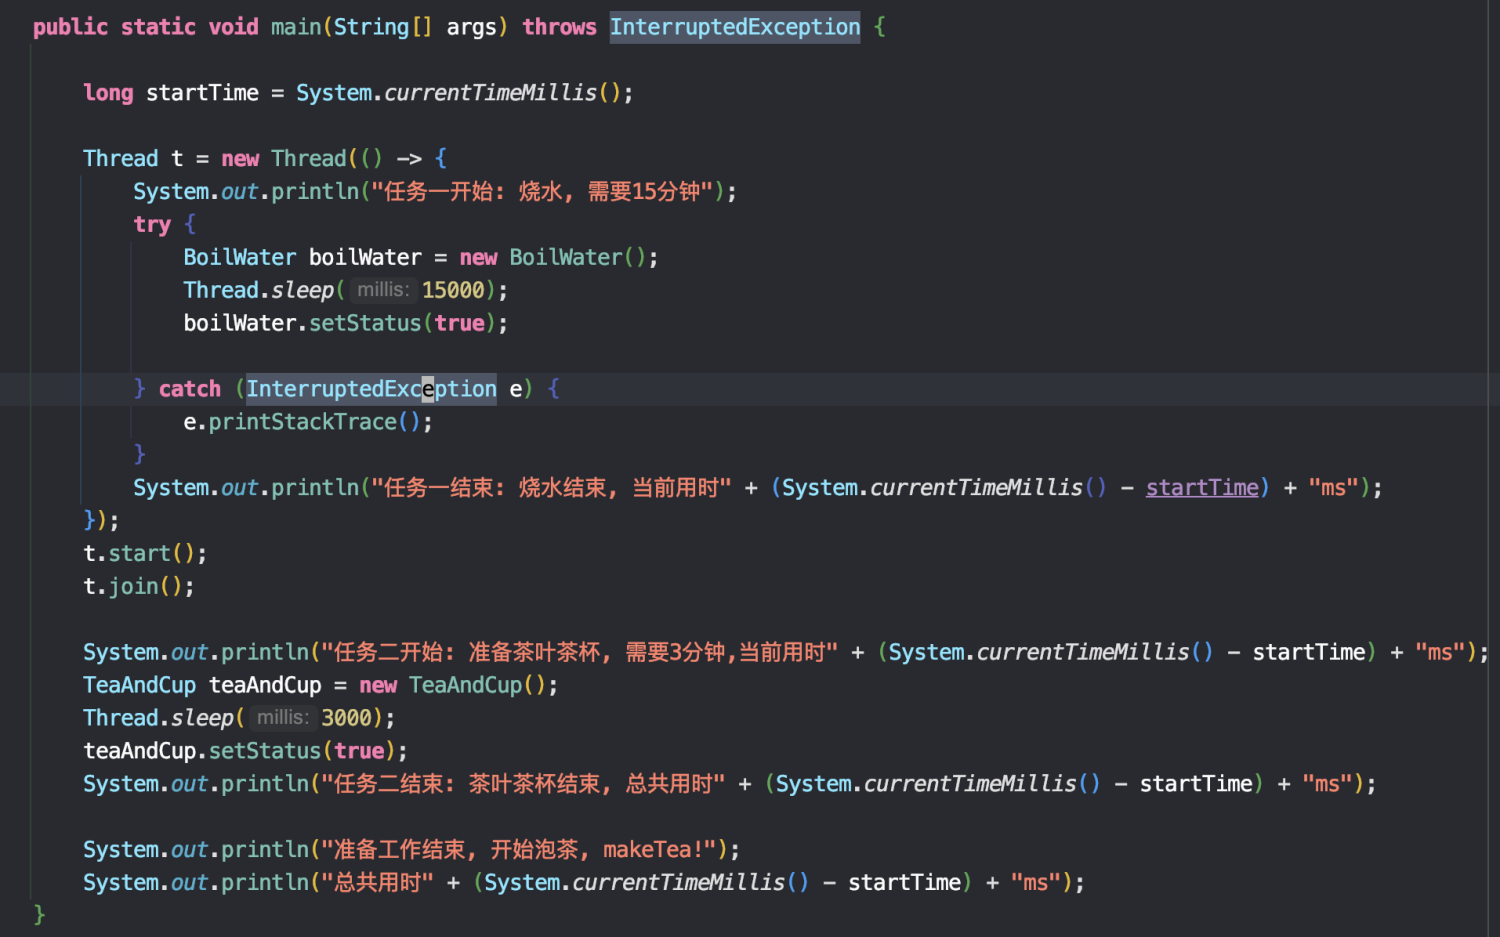 public static void main(String[] args) throws InterruptedException {
long startTime = System.currentTimeMillis();
Thread t = new Thread(() -> {
System.out.println("任务一开始: 烧水, 需要15分钟");
try {
BoilWater boilWater = new BoilWater();
Thread.sleep( millis: 15000);
boilWater.setStatus(true);
} catch (InterruptedException e) {
e.printStackTrace();
}
System.out.println("任务一结束: 烧水结束, 当前用时" + (System.currentTimeMillis() - startTime) + "ms");
});
t.start();
t.join();
System.out.println("任务二开始: 准备茶叶茶杯, 需要3分钟,当前用时" + (System.currentTimeMillis() - startTime) + "ms");
TeaAndCup teaAndCup = new TeaAndCup();
Thread.sleep( millis: 3000);
teaAndCup.setStatus(true);
System.out.println("任务二结束: 茶叶茶杯结束, 总共用时" + (System.currentTimeMillis() - startTime) + "ms");
System.out.println("准备工作结束, 开始泡茶, makeTea!");
System.out.println("总共用时" + (System.currentTimeMillis() - startTime) + "ms");
}